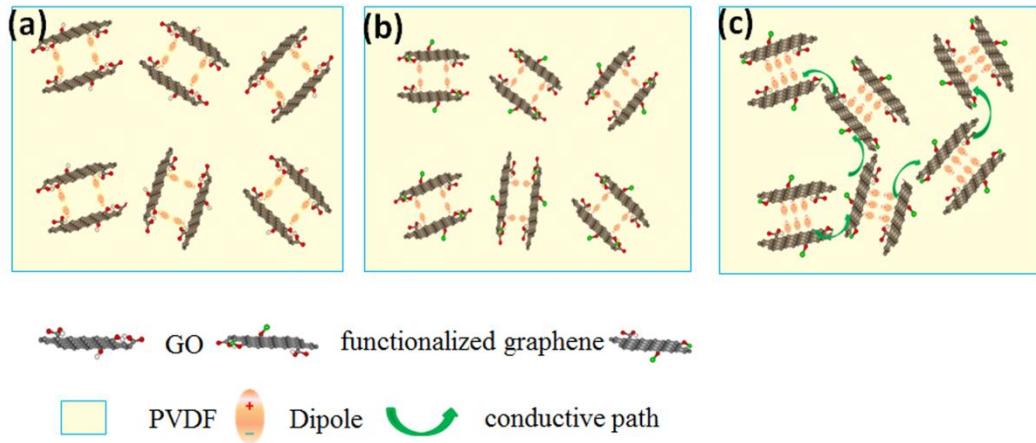 (a)
(b)
(c)
GO functionalized graphene
+
−
PVDF Dipole conductive path